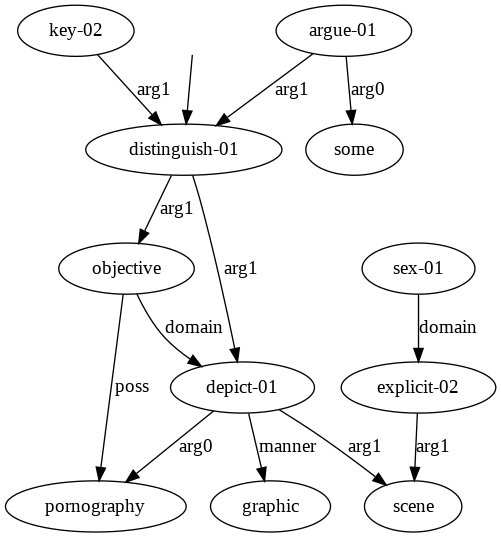 key-02
argue-01
arg1
arg1
arg0
distinguish-01
some
arg1
objective
arg1
sex-01
domain
domain
poss
depict-01
explicit-02
arg0
manner
arg1
arg1
pornography
graphic
scene